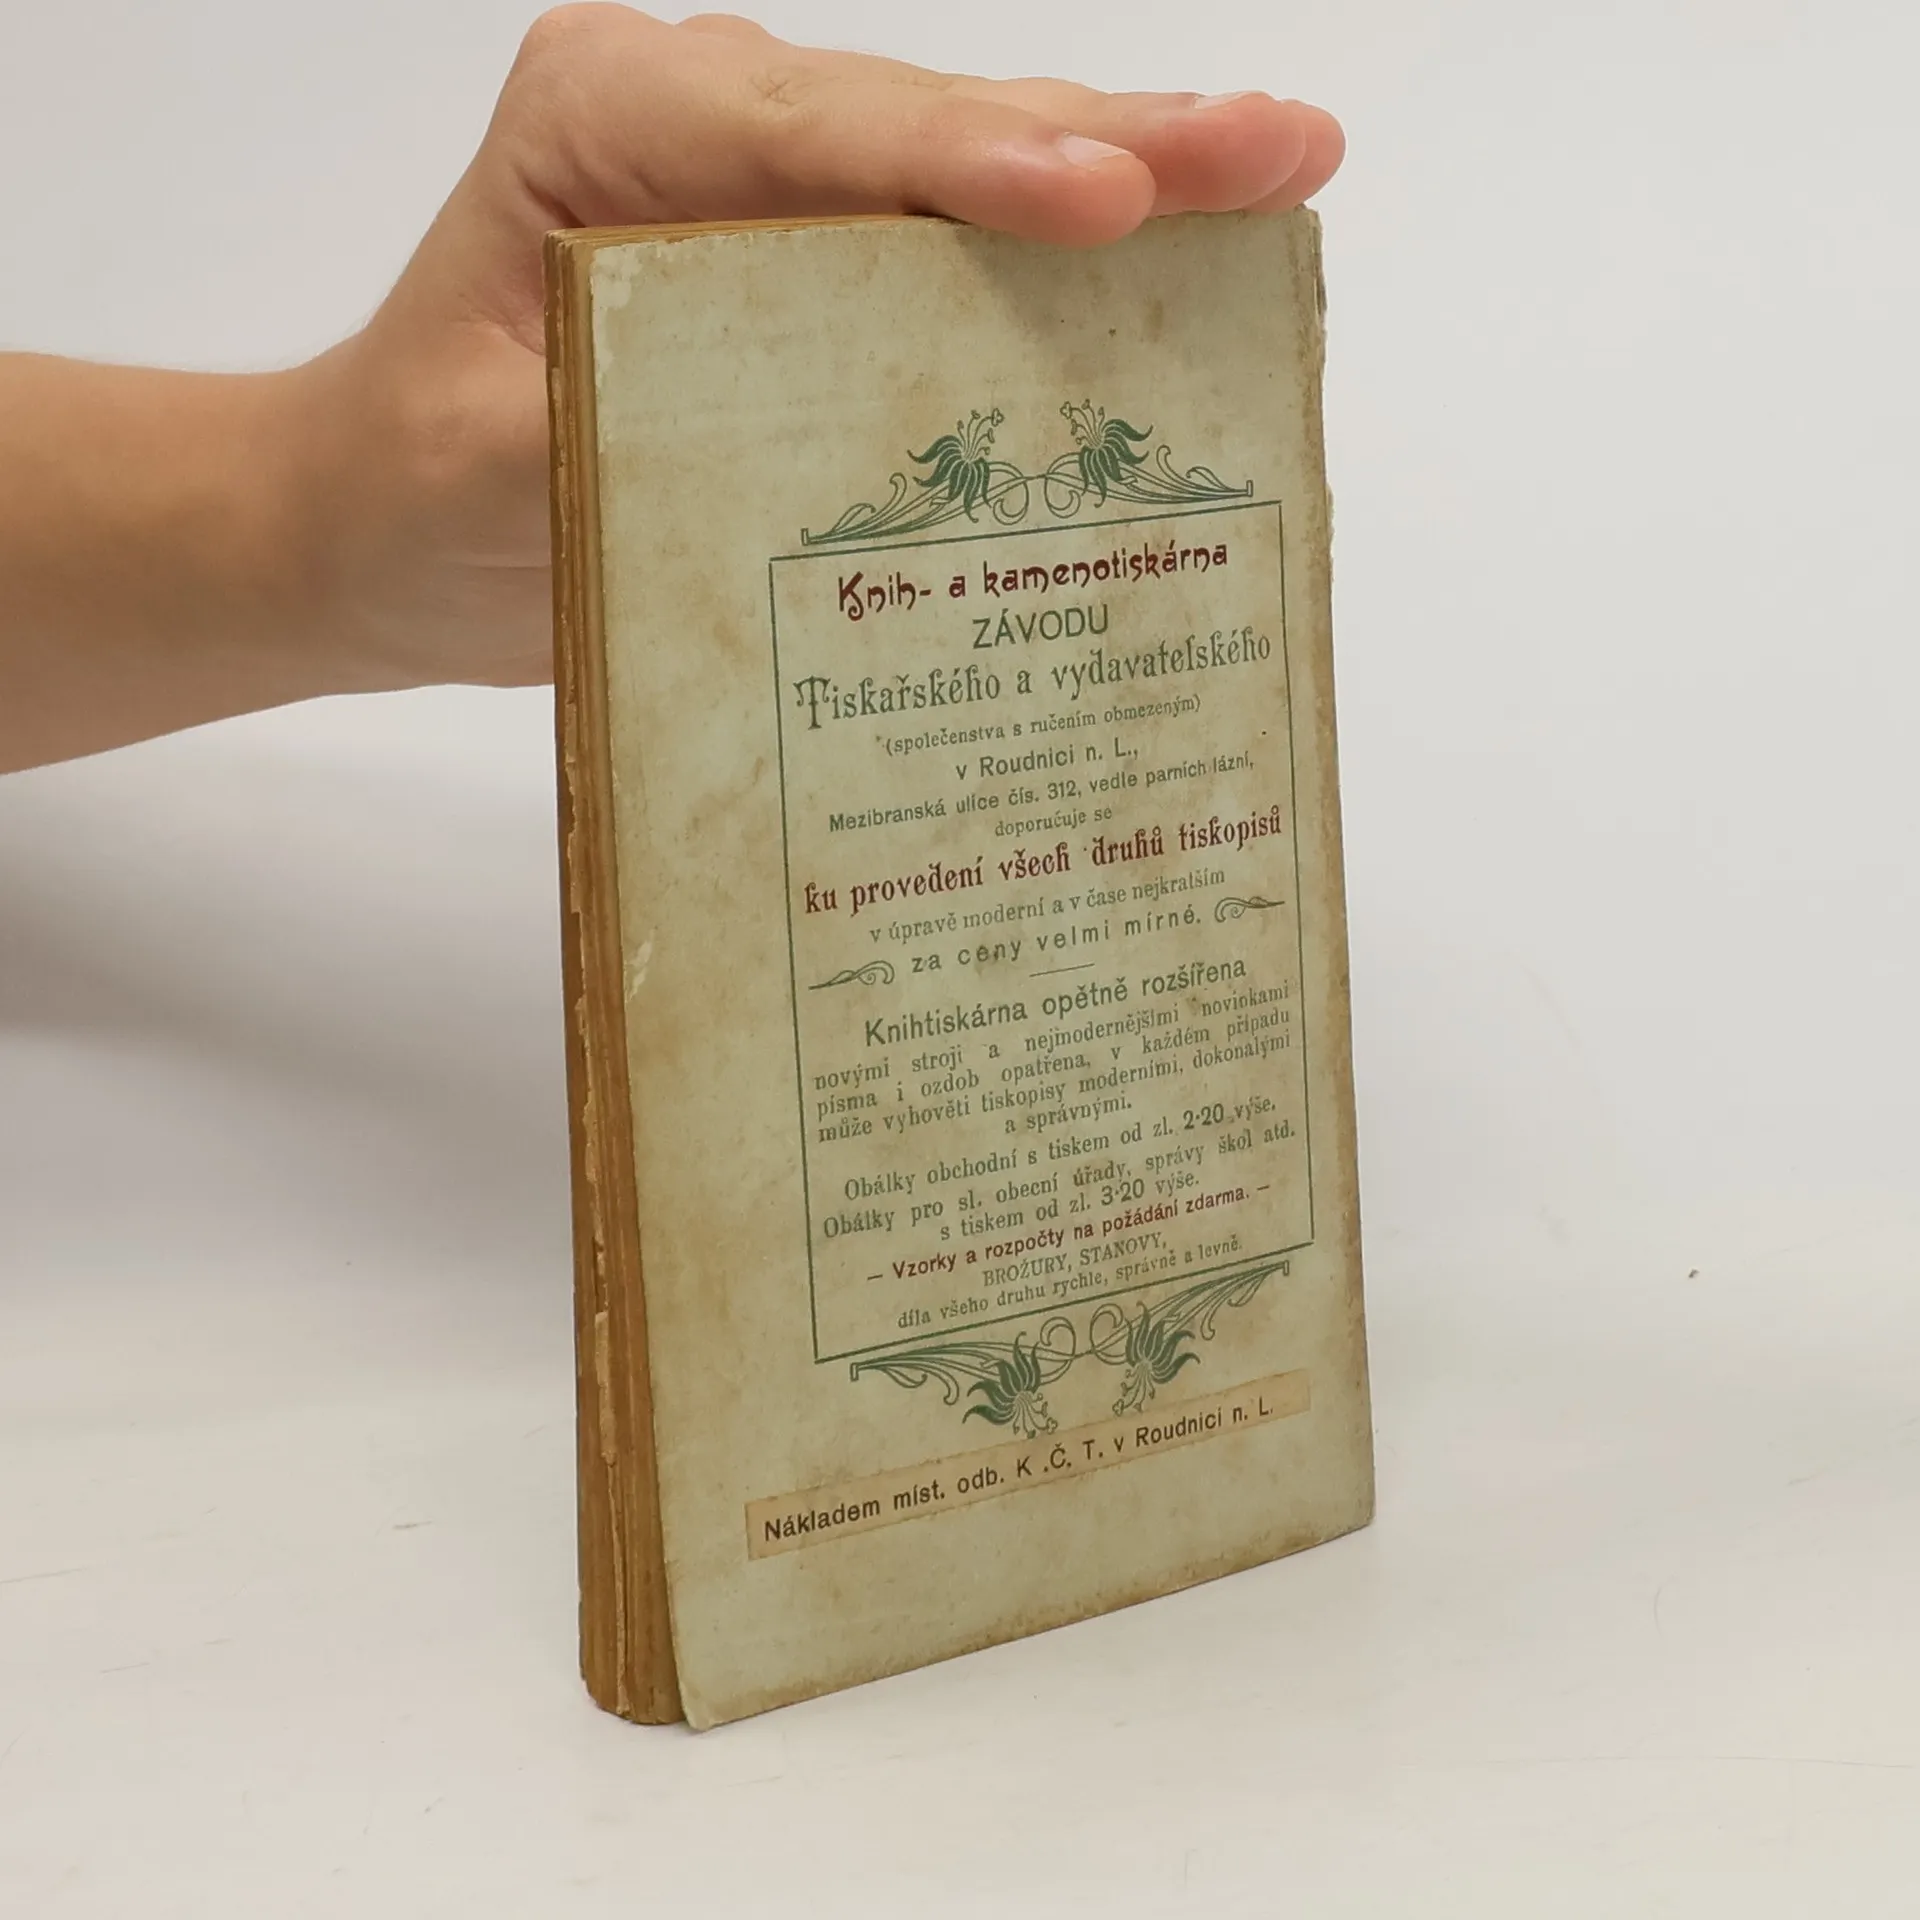 Knih- a kamenotiskárna
ZÁVODU
Tiskařského a vydavatelského
(společenstva s ručením obmezeným)
v Roudnici n. L.,
Mezibranská ulice čís. 312, vedle parních lázní,
doporučuje se
ku provedení všech druhů tiskopisů
v úpravě moderní a v čase nejkratším
za ceny velmi mírné.
Knihtiskárna opětně rozšířena
novými stroji a nejmodernějšími novinkami
písma i ozdob opatřena, v každém případu
může vyhověti tiskopisy moderními, dokonalými
a správnými.
Obálky obchodní s tiskem od zl. 2·20 výše.
Obálky pro sl. obecní úřady, správy škol atd.
s tiskem od zl. 3·20 výše.
— Vzorky a rozpočty na požádání zdarma. —
BROŽURY, STANOVY,
díla všeho druhu rychle, správně a levně.
Nákladem míst. odb. K .Č. T. v Roudnici n. L.